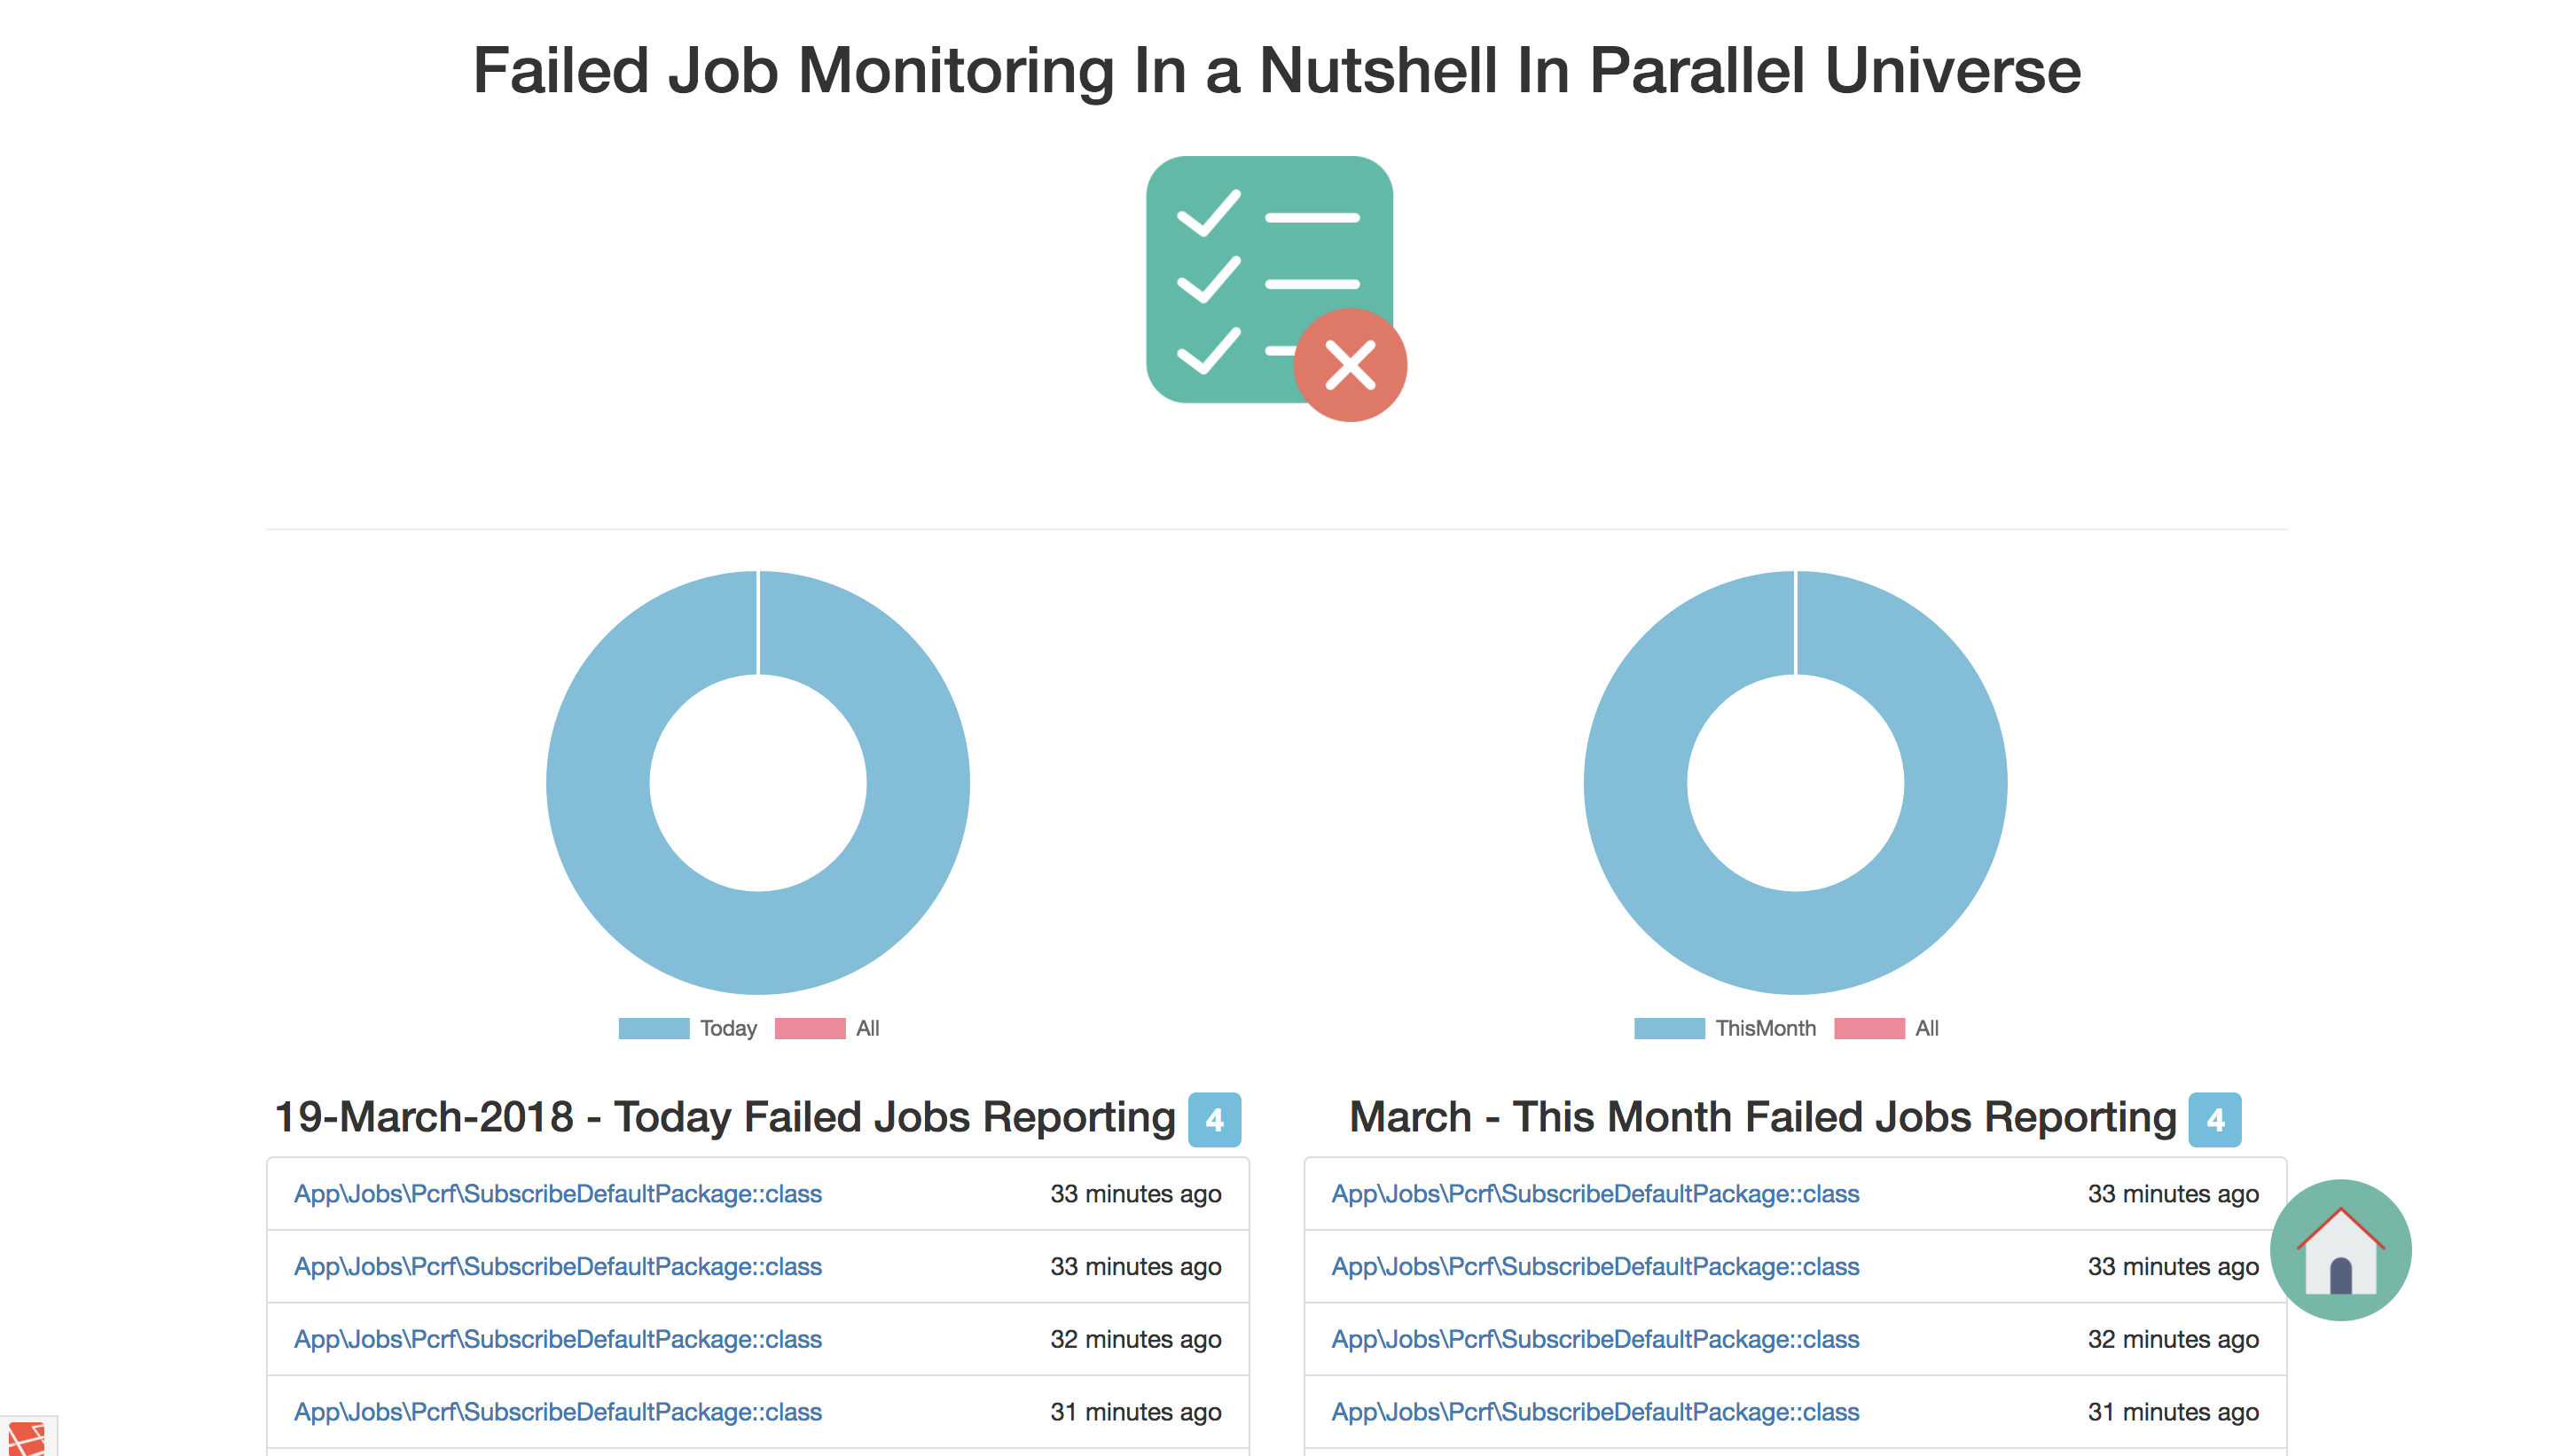 Failed Job Monitoring In a Nutshell In Parallel Universe
Today All
ThisMonth All
19-March-2018 - Today Failed Jobs Reporting 4
App\Jobs\Pcrf\SubscribeDefaultPackage::class 33 minutes ago
App\Jobs\Pcrf\SubscribeDefaultPackage::class 33 minutes ago
App\Jobs\Pcrf\SubscribeDefaultPackage::class 32 minutes ago
App\Jobs\Pcrf\SubscribeDefaultPackage::class 31 minutes ago
March - This Month Failed Jobs Reporting 4
App\Jobs\Pcrf\SubscribeDefaultPackage::class 33 minutes ago
App\Jobs\Pcrf\SubscribeDefaultPackage::class 33 minutes ago
App\Jobs\Pcrf\SubscribeDefaultPackage::class 32 minutes ago
App\Jobs\Pcrf\SubscribeDefaultPackage::class 31 minutes ago